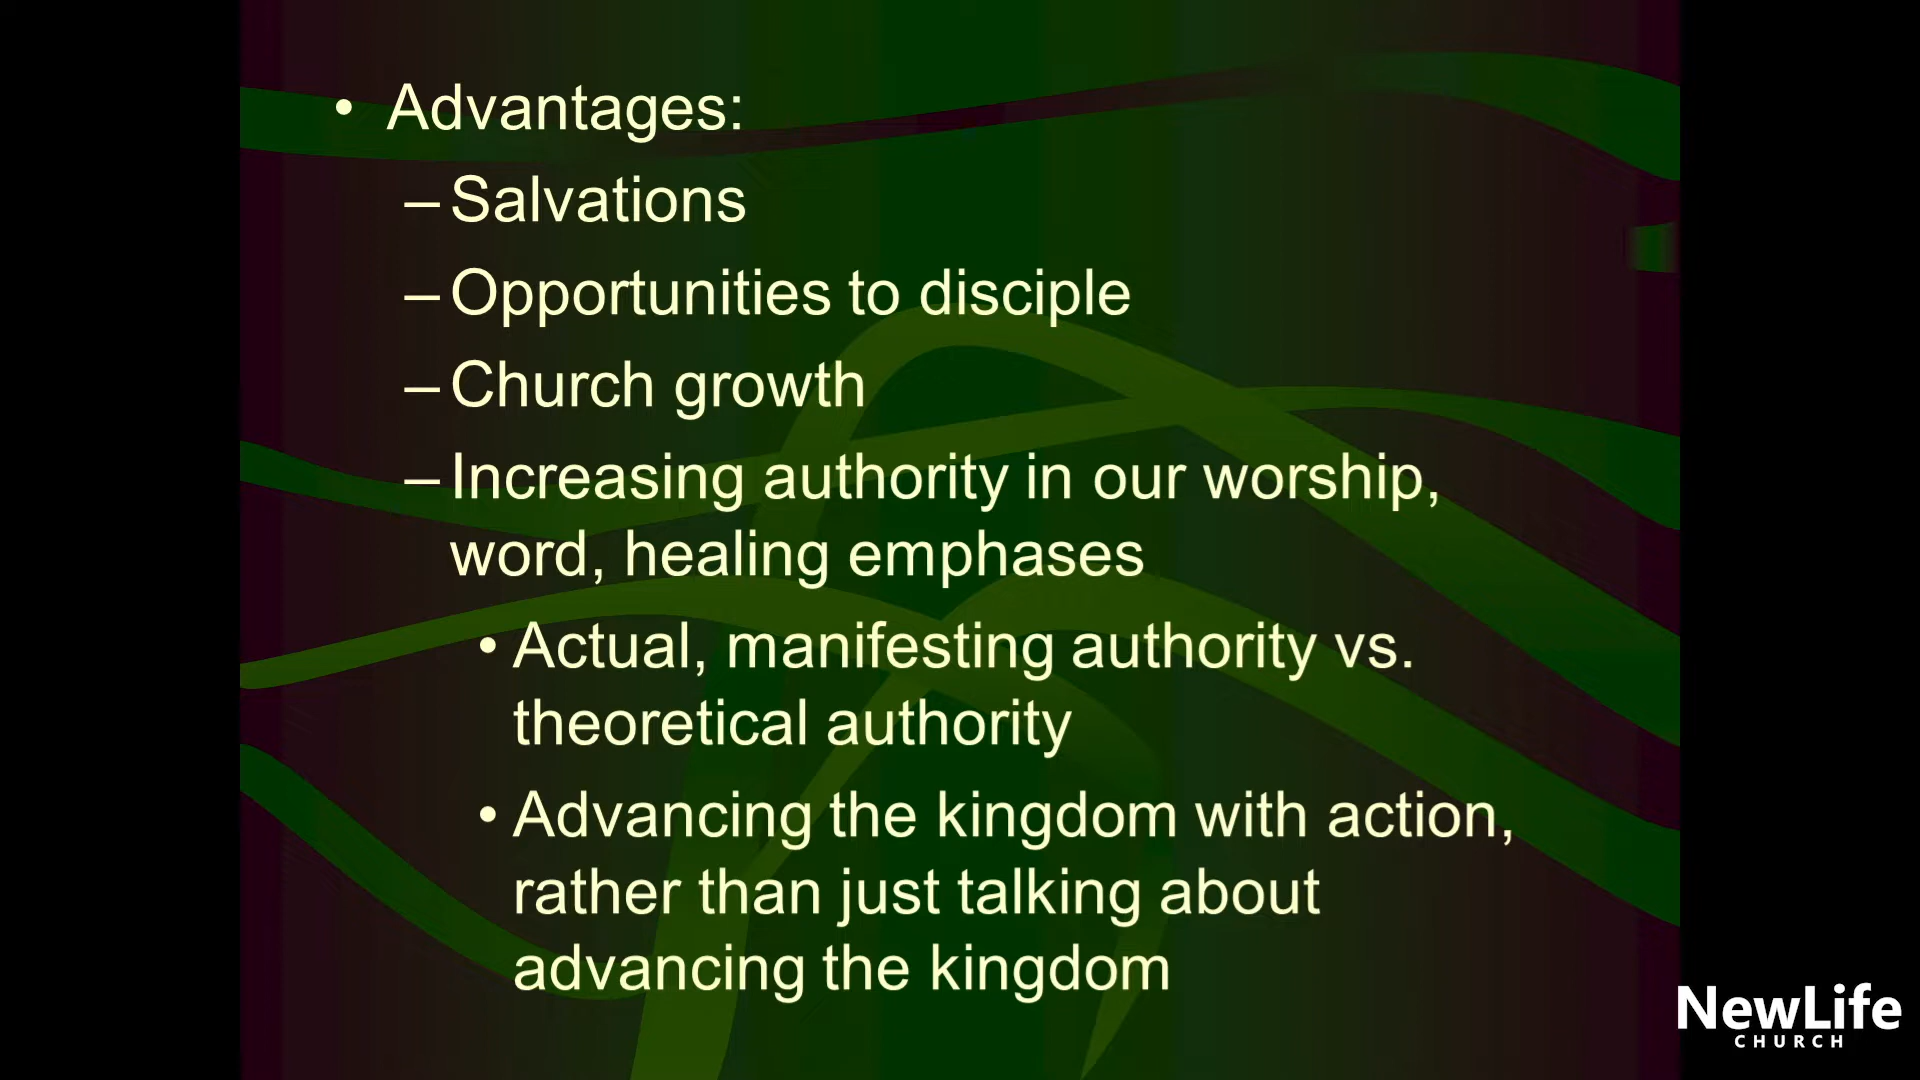 • Advantages:
– Salvations
– Opportunities to disciple
– Church growth
– Increasing authority in our worship,
word, healing emphases
• Actual, manifesting authority vs.
theoretical authority
• Advancing the kingdom with action,
rather than just talking about
advancing the kingdom
NewLife
CHURCH